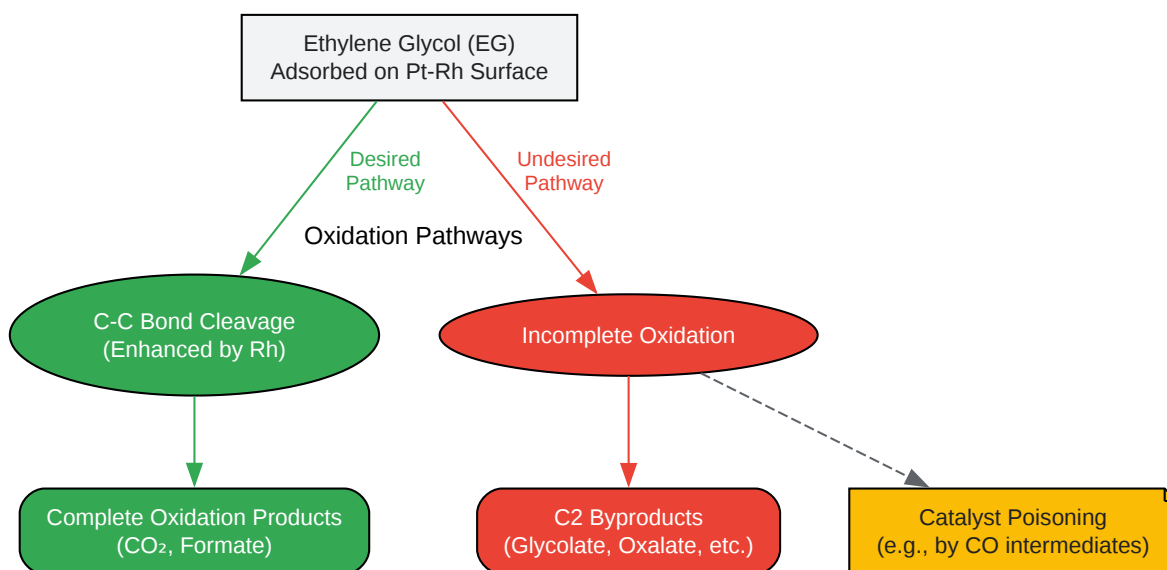 Ethylene Glycol (EG)
Adsorbed on Pt-Rh Surface
Desired
Pathway
Undesired
Pathway
Oxidation Pathways
C-C Bond Cleavage
(Enhanced by Rh)
Incomplete Oxidation
Complete Oxidation Products
(CO₂, Formate)
C2 Byproducts
(Glycolate, Oxalate, etc.)
Catalyst Poisoning
(e.g., by CO intermediates)